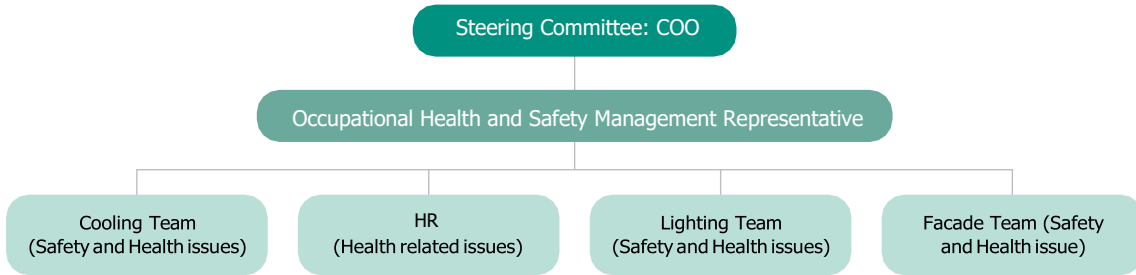 Steering Committee: COO
Occupational Health and Safety Management Representative
Cooling Team
(Safety and Health issues)
HR
(Health related issues)
Lighting Team
(Safety and Health issues)
Facade Team (Safety
and Health issue)